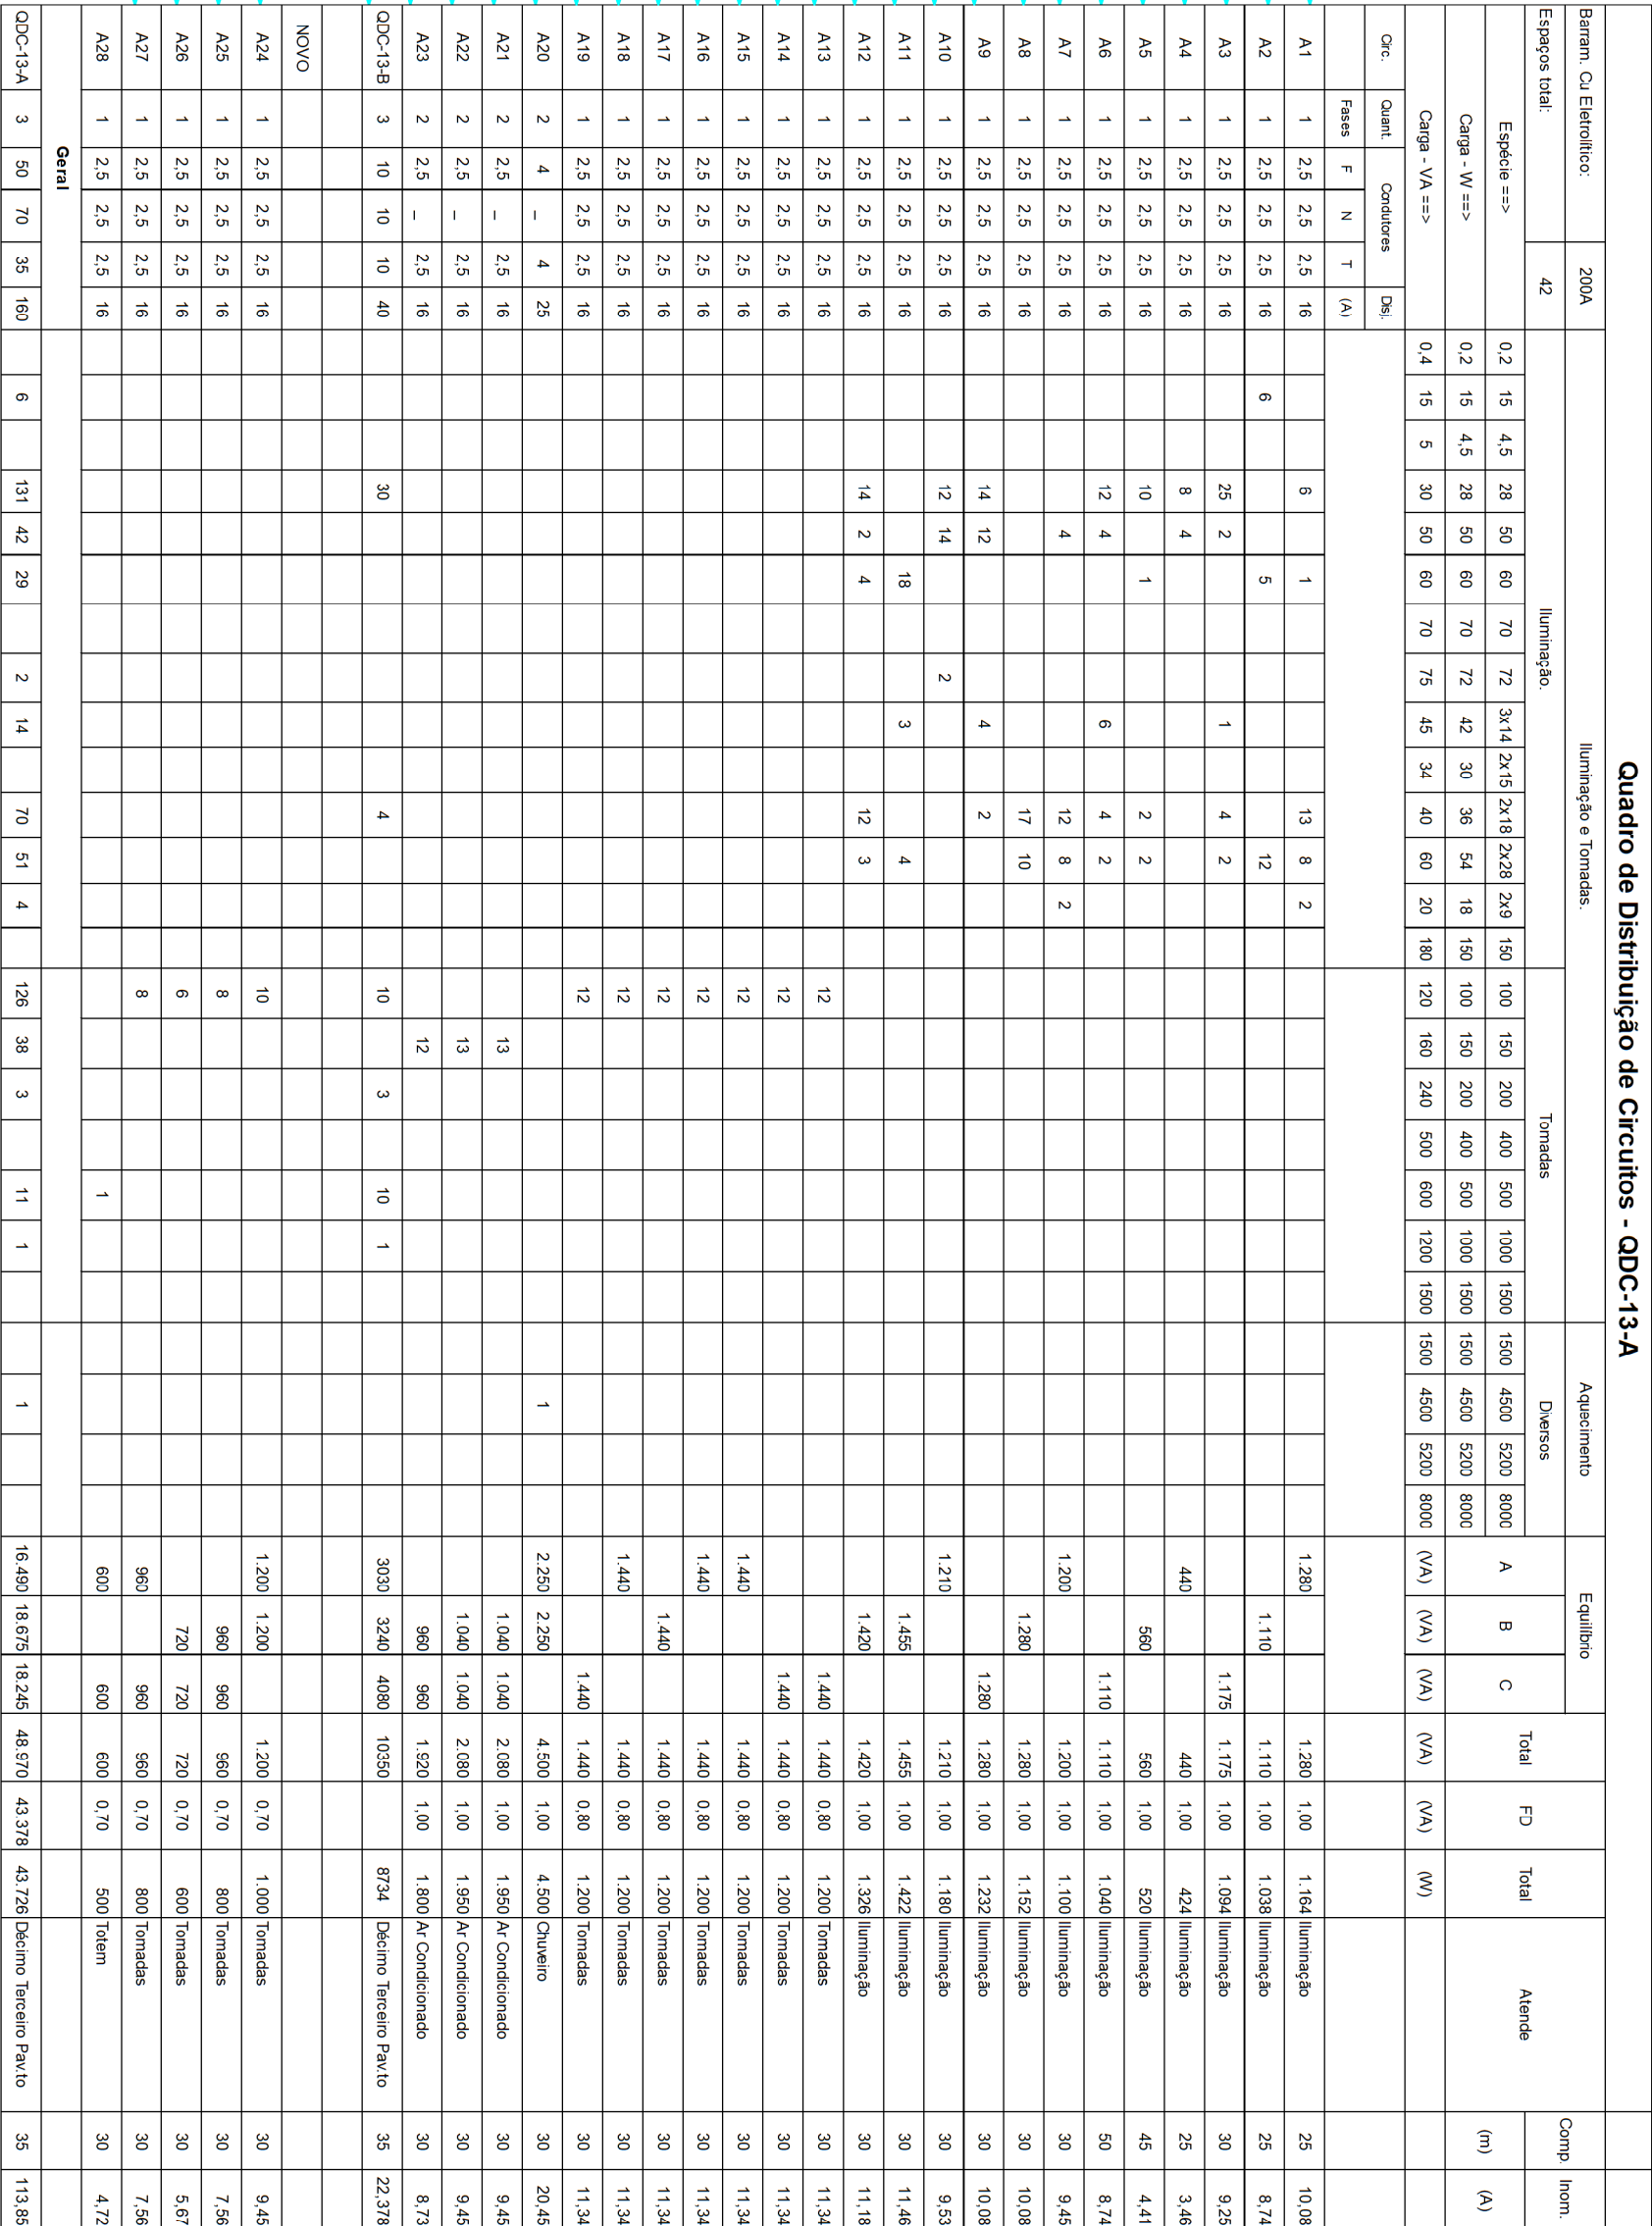 Quadro de Distribuição de Circuitos - QDC-13-A
Barram. Cu Eletrolítico: 200A Iluminação e Tomadas. Aquecimento Equilíbrio Total FD Total Atende Comp. Inom.
Espaços total: 42 Iluminação. Tomadas Diversos
Espécie ==> 0,2 15 4,5 28 50 60 70 72 3x14 2x15 2x18 2x28 2x9 150 100 150 200 400 500 1000 1500 1500 4500 5200 8000 A B C
Carga - W ==> 0,2 15 4,5 28 50 60 70 72 42 30 36 54 18 150 100 150 200 400 500 1000 1500 1500 4500 5200 8000 (m) (A)
Carga - VA ==> 0,4 15 5 30 50 60 70 75 45 34 40 60 20 180 120 160 240 500 600 1200 1500 1500 4500 5200 8000 (VA) (VA) (VA) (VA) (VA) (W)
Circ. Quant. Condutores Disj.
Fases F N T (A)
A1 1 2,5 2,5 2,5 16 6 1 13 8 2 1.280 1.280 1,00 1.164 Iluminação 25 10,08
A2 1 2,5 2,5 2,5 16 6 5 12 1.110 1.110 1,00 1.038 Iluminação 25 8,74
A3 1 2,5 2,5 2,5 16 25 2 1 4 2 1.175 1.175 1,00 1.094 Iluminação 30 9,25
A4 1 2,5 2,5 2,5 16 8 4 440 440 1,00 424 Iluminação 25 3,46
A5 1 2,5 2,5 2,5 16 10 1 2 2 560 560 1,00 520 Iluminação 45 4,41
A6 1 2,5 2,5 2,5 16 12 4 6 4 2 1.110 1.110 1,00 1.040 Iluminação 50 8,74
A7 1 2,5 2,5 2,5 16 4 12 8 2 1.200 1.200 1,00 1.100 Iluminação 30 9,45
A8 1 2,5 2,5 2,5 16 17 10 1.280 1.280 1,00 1.152 Iluminação 30 10,08
A9 1 2,5 2,5 2,5 16 14 12 4 2 1.280 1.280 1,00 1.232 Iluminação 30 10,08
A10 1 2,5 2,5 2,5 16 12 14 2 1.210 1.210 1,00 1.180 Iluminação 30 9,53
A11 1 2,5 2,5 2,5 16 18 3 4 1.455 1.455 1,00 1.422 Iluminação 30 11,46
A12 1 2,5 2,5 2,5 16 14 2 4 12 3 1.420 1.420 1,00 1.326 Iluminação 30 11,18
A13 1 2,5 2,5 2,5 16 12 1.440 1.440 0,80 1.200 Tomadas 30 11,34
A14 1 2,5 2,5 2,5 16 12 1.440 1.440 0,80 1.200 Tomadas 30 11,34
A15 1 2,5 2,5 2,5 16 12 1.440 1.440 0,80 1.200 Tomadas 30 11,34
A16 1 2,5 2,5 2,5 16 12 1.440 1.440 0,80 1.200 Tomadas 30 11,34
A17 1 2,5 2,5 2,5 16 12 1.440 1.440 0,80 1.200 Tomadas 30 11,34
A18 1 2,5 2,5 2,5 16 12 1.440 1.440 0,80 1.200 Tomadas 30 11,34
A19 1 2,5 2,5 2,5 16 12 1.440 1.440 0,80 1.200 Tomadas 30 11,34
A20 2 4 – 4 25 1 2.250 2.250 4.500 1,00 4.500 Chuveiro 30 20,45
A21 2 2,5 – 2,5 16 13 1.040 1.040 2.080 1,00 1.950 Ar Condicionado 30 9,45
A22 2 2,5 – 2,5 16 13 1.040 1.040 2.080 1,00 1.950 Ar Condicionado 30 9,45
A23 2 2,5 – 2,5 16 12 960 960 1.920 1,00 1.800 Ar Condicionado 30 8,73
QDC-13-B 3 10 10 10 40 30 4 10 3 10 1 3030 3240 4080 10350 8734 Décimo Terceiro Pav.to 35 22,378
NOVO
A24 1 2,5 2,5 2,5 16 10 1.200 1.200 1.200 0,70 1.000 Tomadas 30 9,45
A25 1 2,5 2,5 2,5 16 8 960 960 960 0,70 800 Tomadas 30 7,56
A26 1 2,5 2,5 2,5 16 6 720 720 720 0,70 600 Tomadas 30 5,67
A27 1 2,5 2,5 2,5 16 8 960 960 960 0,70 800 Tomadas 30 7,56
A28 1 2,5 2,5 2,5 16 1 600 600 600 0,70 500 Totem 30 4,72
Geral
QDC-13-A 3 50 70 35 160 6 131 42 29 2 14 70 51 4 126 38 3 11 1 1 16.490 18.675 18.245 48.970 43.378 43.726 Décimo Terceiro Pav.to 35 113,85